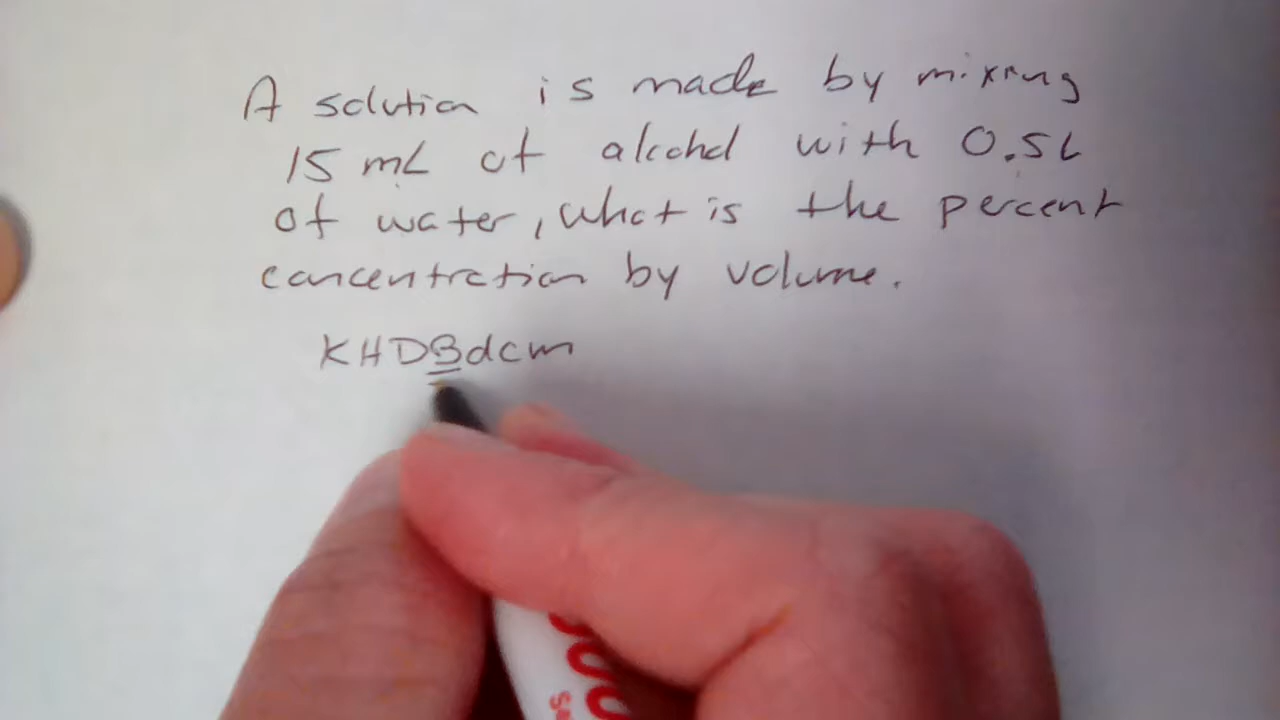 A solution is made by mixing
15 mL of alcohol with 0.5L
of water, what is the percent
concentration by volume.
KHDBdcm